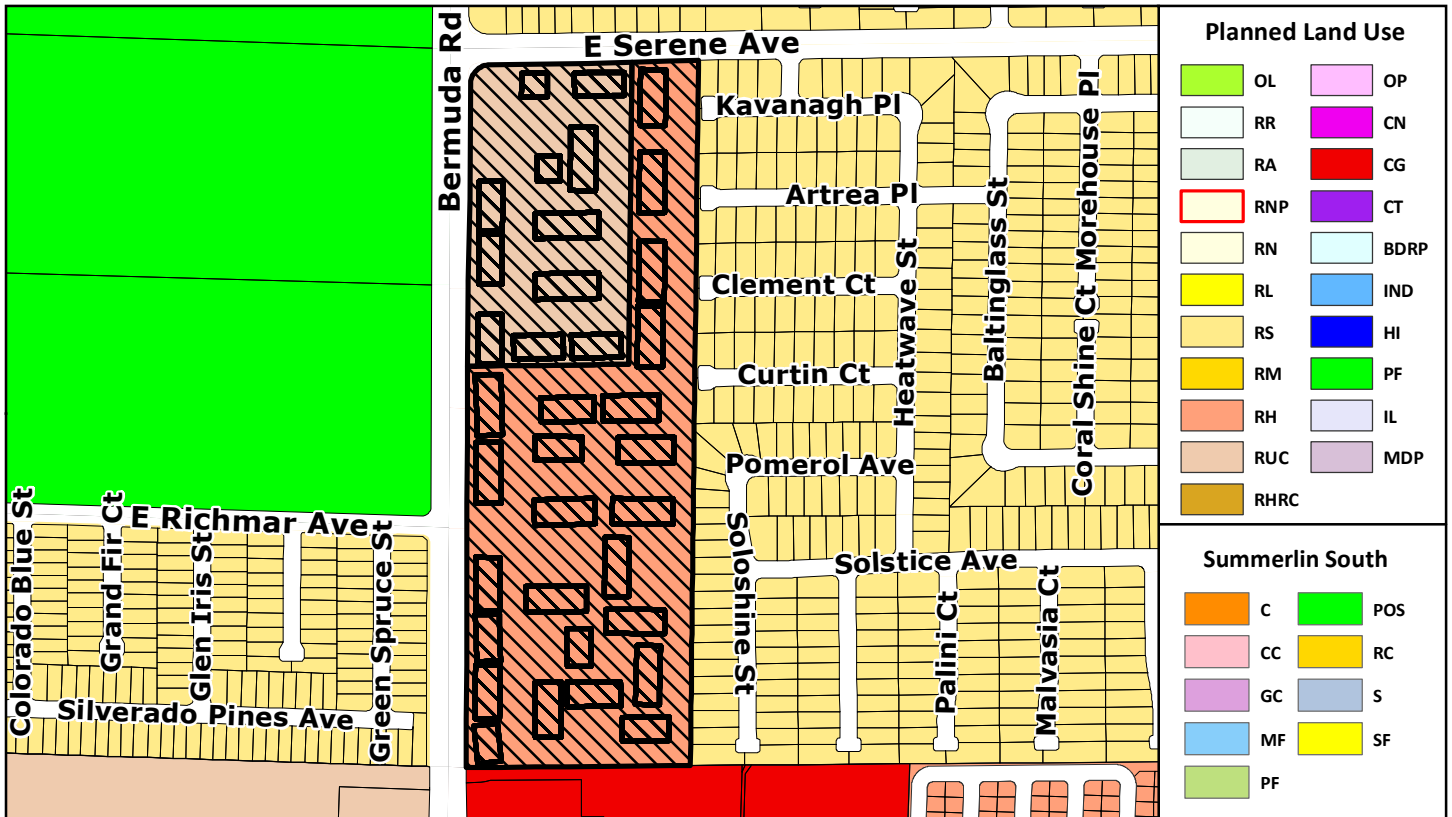 E Serene Ave
Bermuda Rd
Kavanagh Pl
Artrea Pl
Clement Ct
Curtin Ct
Pomerol Ave
Solstice Ave
Heatwave St
Baltinglass St
Morehouse Pl
Coral Shine Ct
Soloshine St
Palini Ct
Malvasia Ct
E Richmar Ave
Colorado Blue St
Grand Fir Ct
Glen Iris St
Green Spruce St
Silverado Pines Ave
Planned Land Use
OL
OP
RR
CN
RA
CG
RNP
CT
RN
BDRP
RL
IND
RS
HI
RM
PF
RH
IL
RUC
MDP
RHRC
Summerlin South
C
POS
CC
RC
GC
S
MF
SF
PF